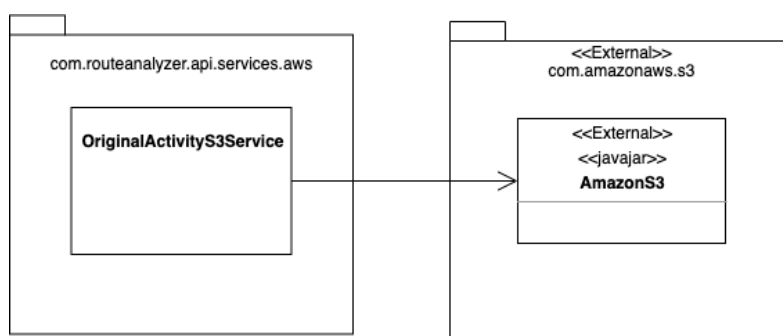 com.routeanalyzer.api.services.aws
OriginalActivityS3Service
<<External>>
com.amazonaws.s3
<<External>>
<<javajar>>
AmazonS3